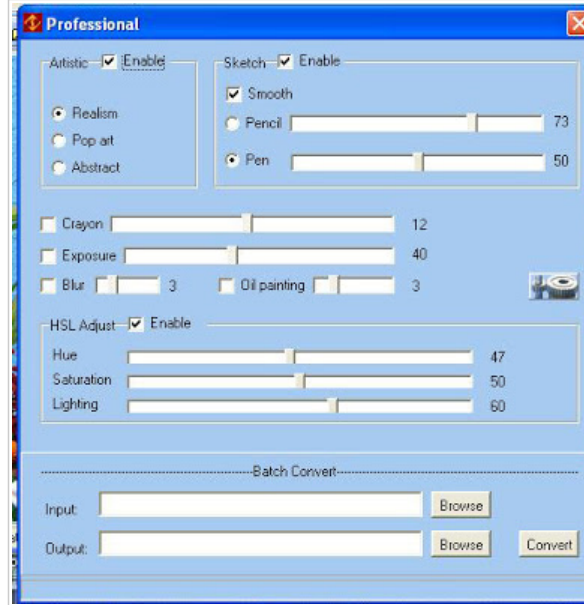 Professional
Artistic Enable
Realism
Pop art
Abstract
Sketch Enable
Smooth
Pencil 73
Pen 50
Crayon 12
Exposure 40
Blur 3 Oil painting 3
HSL Adjust Enable
Hue 47
Saturation 50
Lighting 60
Batch Convert
Input: Browse
Output: Browse Convert